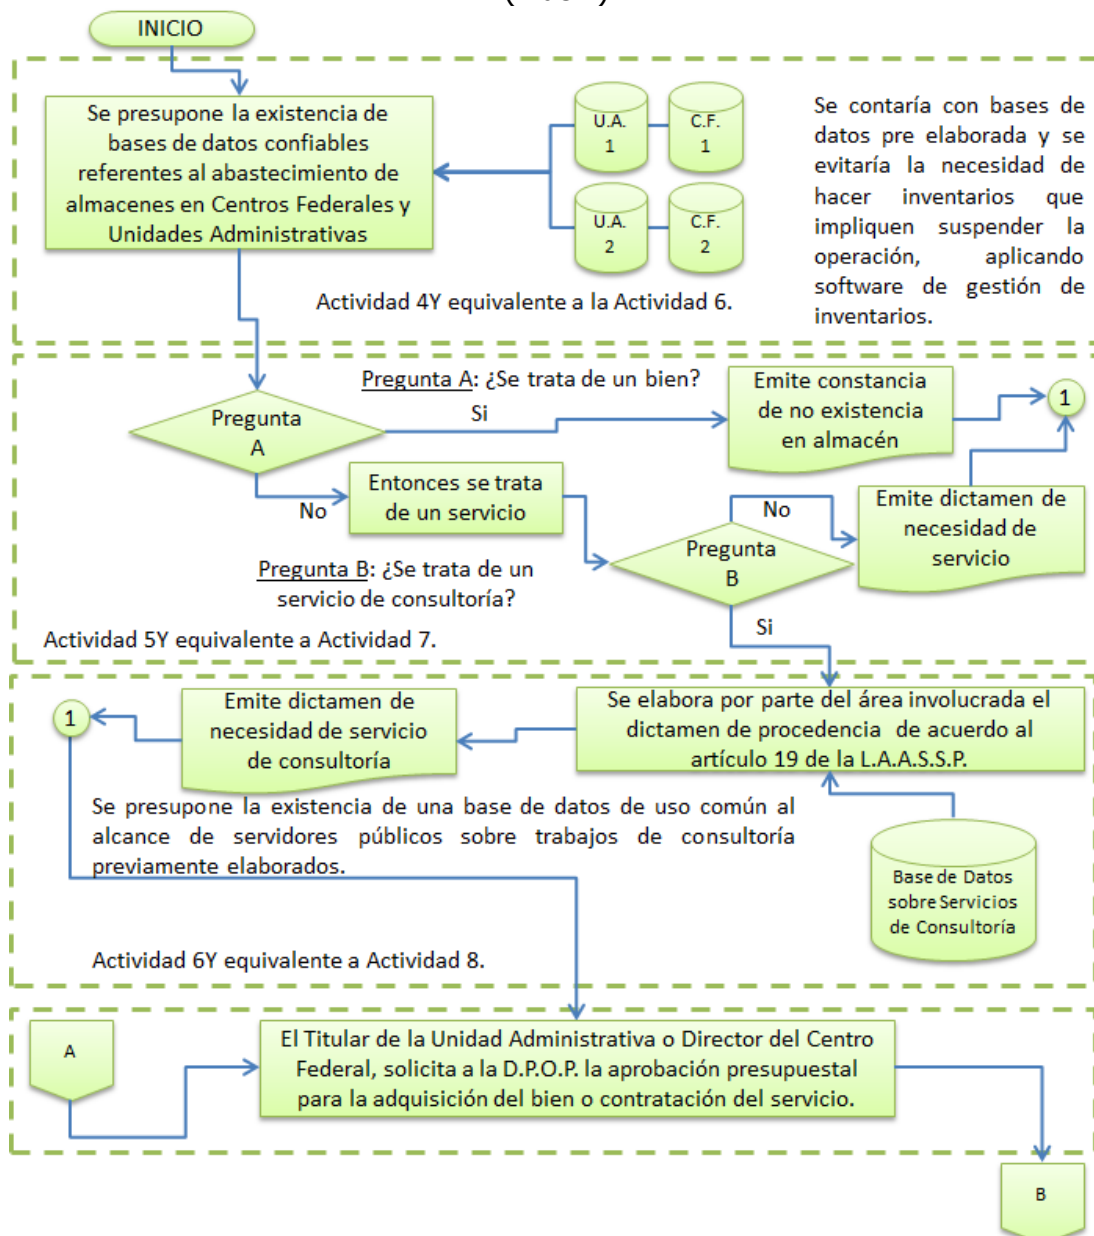 INICIO
Se presupone la existencia de
bases de datos confiables
referentes al abastecimiento de
almacenes en Centros Federales y
Unidades Administrativas
U.A.
1
C.F.
1
U.A.
2
C.F.
2
Se contaría con bases de
datos pre elaborada y se
evitaría la necesidad de
hacer inventarios que
impliquen suspender la
operación, aplicando
software de gestión de
inventarios.
Actividad 4Y equivalente a la Actividad 6.
Pregunta A: ¿Se trata de un bien?
Pregunta
A
Si
Emite constancia
de no existencia
en almacén
1
No
Entonces se trata
de un servicio
Pregunta B: ¿Se trata de un
servicio de consultoría?
Pregunta
B
No
Emite dictamen de
necesidad de
servicio
Si
Actividad 5Y equivalente a Actividad 7.
1
Emite dictamen de
necesidad de servicio
de consultoría
Se elabora por parte del área involucrada el
dictamen de procedencia de acuerdo al
artículo 19 de la L.A.A.S.S.P.
Se presupone la existencia de una base de datos de uso común al
alcance de servidores públicos sobre trabajos de consultoría
previamente elaborados.
Base de Datos
sobre Servicios
de Consultoría
Actividad 6Y equivalente a Actividad 8.
A
El Titular de la Unidad Administrativa o Director del Centro
Federal, solicita a la D.P.O.P. la aprobación presupuestal
para la adquisición del bien o contratación del servicio.
B